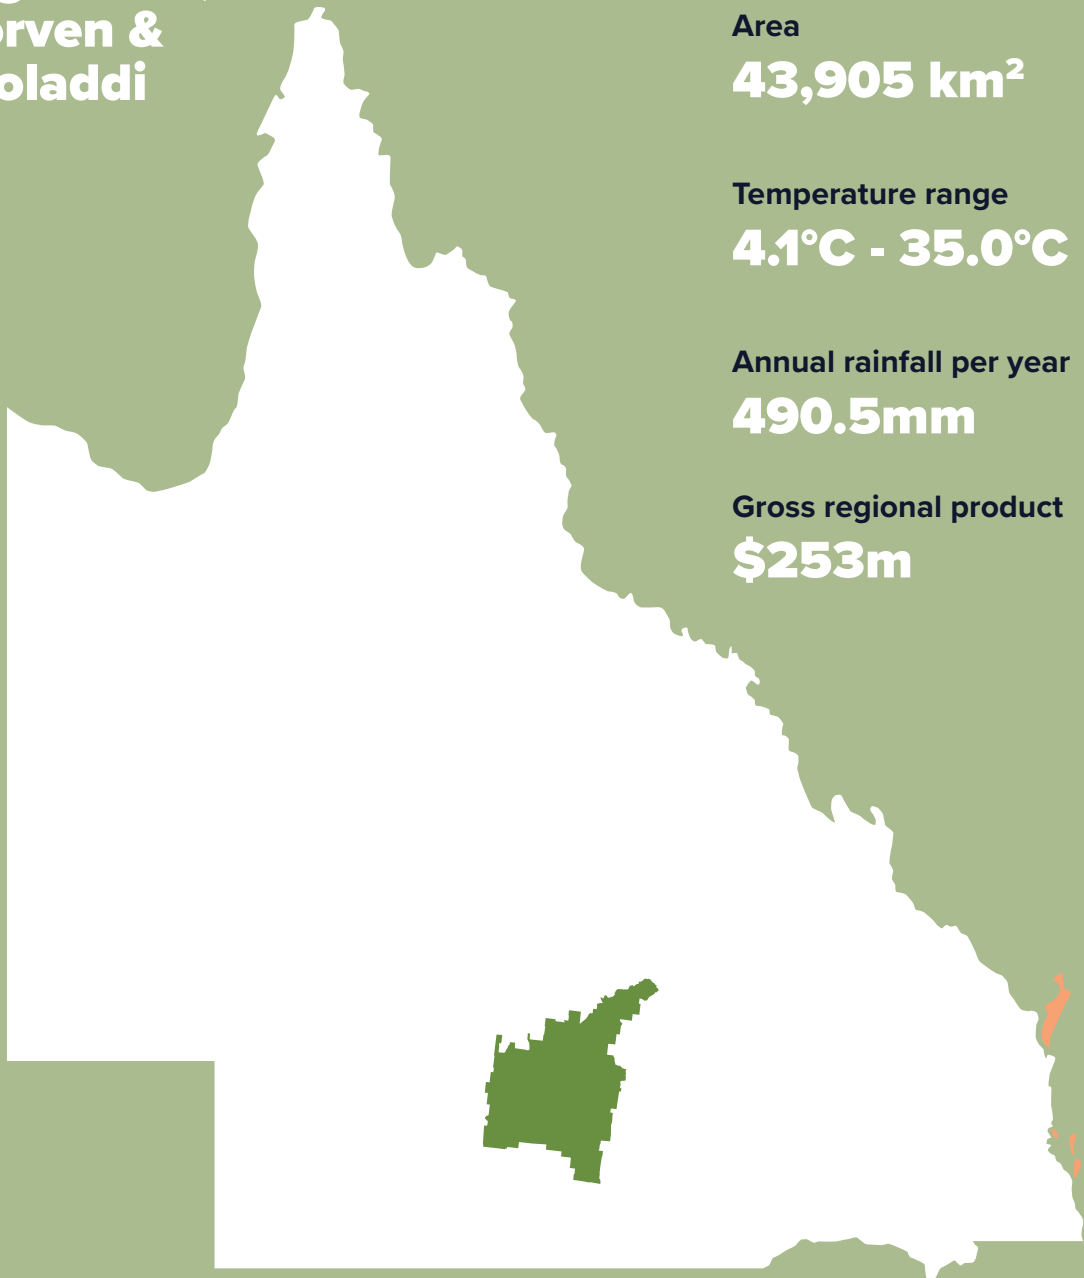 orven &
oladdi
Area
43,905 km²
Temperature range
4.1°C - 35.0°C
Annual rainfall per year
490.5mm
Gross regional product
$253m